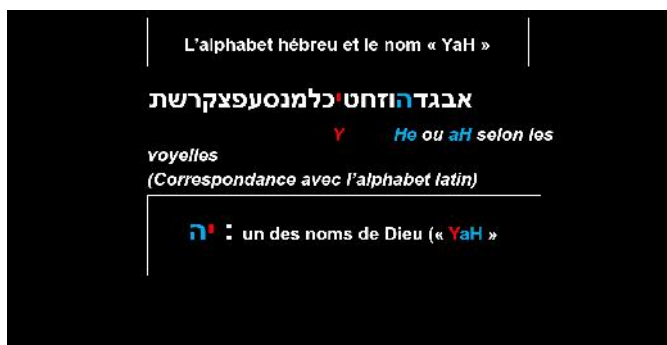 L'alphabet hébreu et le nom « YaH »
אבגדהוזחטיכלמנסעפצקרשת
Y He ou aH selon les
voyelles
(Correspondance avec l'alphabet latin)
יה : un des noms de Dieu (« YaH »